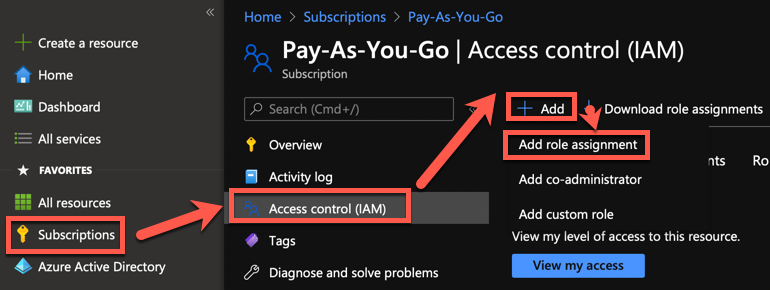 «
Create a resource
Home
Dashboard
All services
FAVORITES
All resources
Subscriptions
Azure Active Directory
Home > Subscriptions > Pay-As-You-Go
Pay-As-You-Go | Access control (IAM)
Subscription
Search (Cmd+/)
Overview
Activity log
Access control (IAM)
Tags
Diagnose and solve problems
+ Add
Download role assignments
Add role assignment
Add co-administrator
Add custom role
nts
Ro
View my level of access to this resource.
View my access